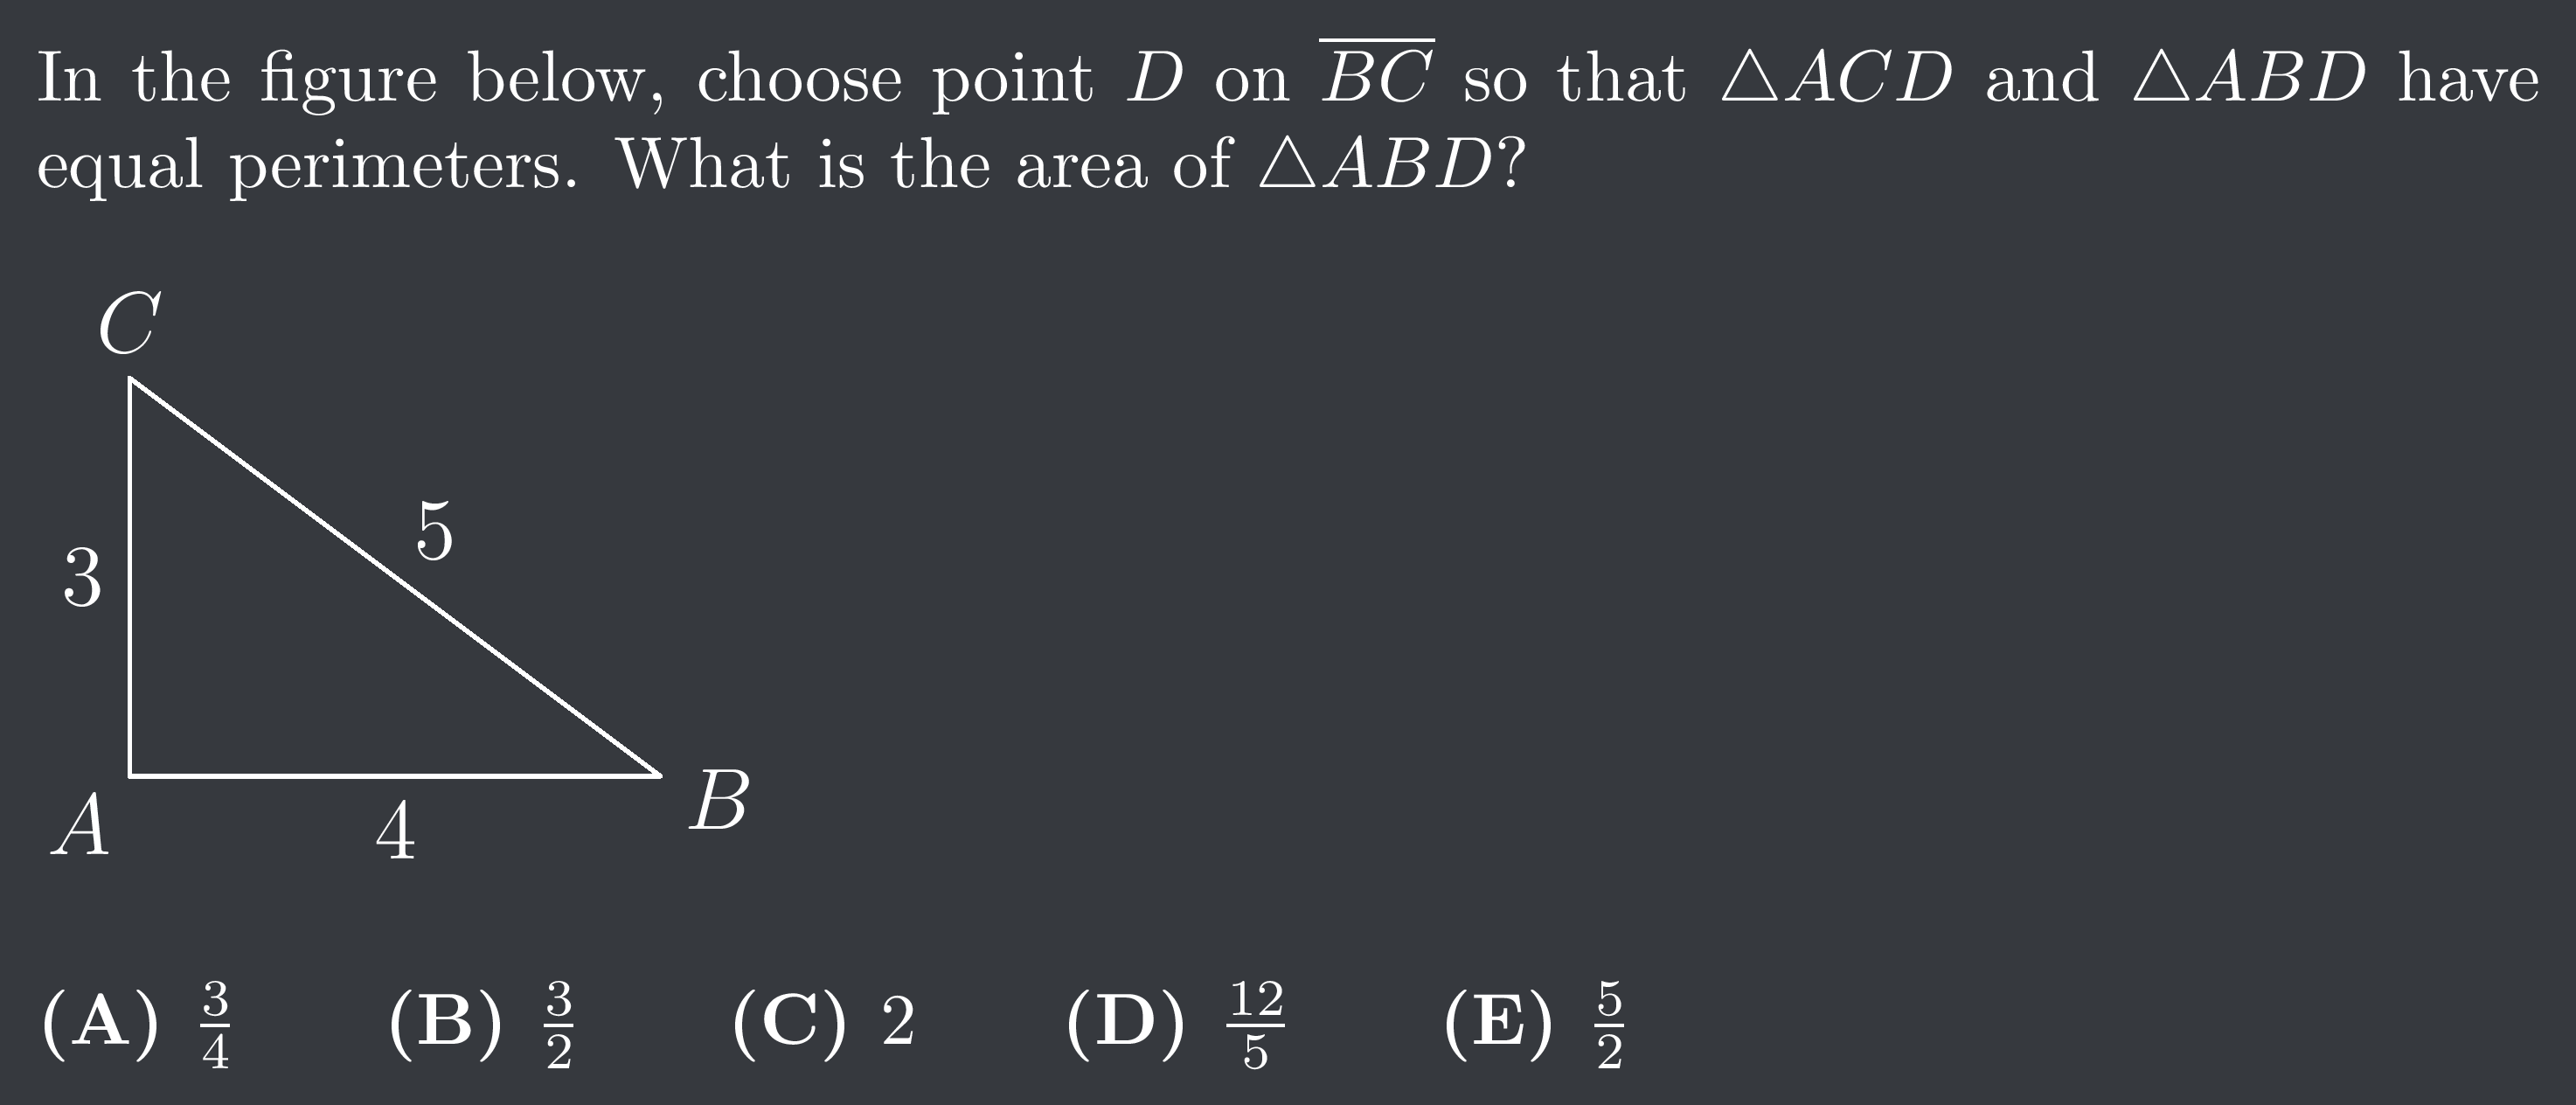 In the figure below, choose point $D$ on $\overline{BC}$ so that $\triangle ACD$ and $\triangle ABD$ have
equal perimeters. What is the area of $\triangle ABD$?
C
5
3
A
4
B
(A) $\frac{3}{4}$ (B) $\frac{3}{2}$ (C) 2 (D) $\frac{12}{5}$ (E) $\frac{5}{2}$